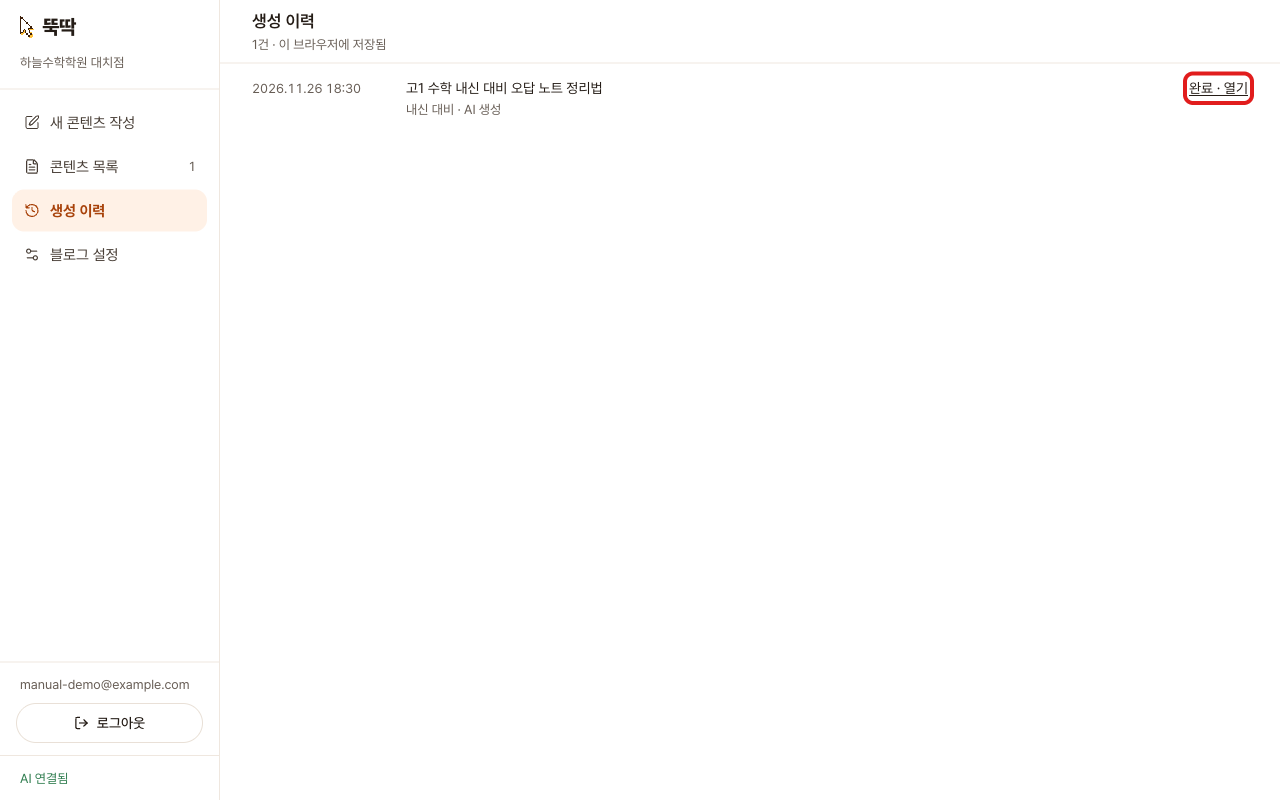 뚝딱
하늘수학학원 대치점
새 콘텐츠 작성
콘텐츠 목록 1
생성 이력
블로그 설정
manual-demo@example.com
로그아웃
AI 연결됨
생성 이력
1건 · 이 브라우저에 저장됨
2026.11.26 18:30 고1 수학 내신 대비 오답 노트 정리법 완료 · 열기
내신 대비 · AI 생성